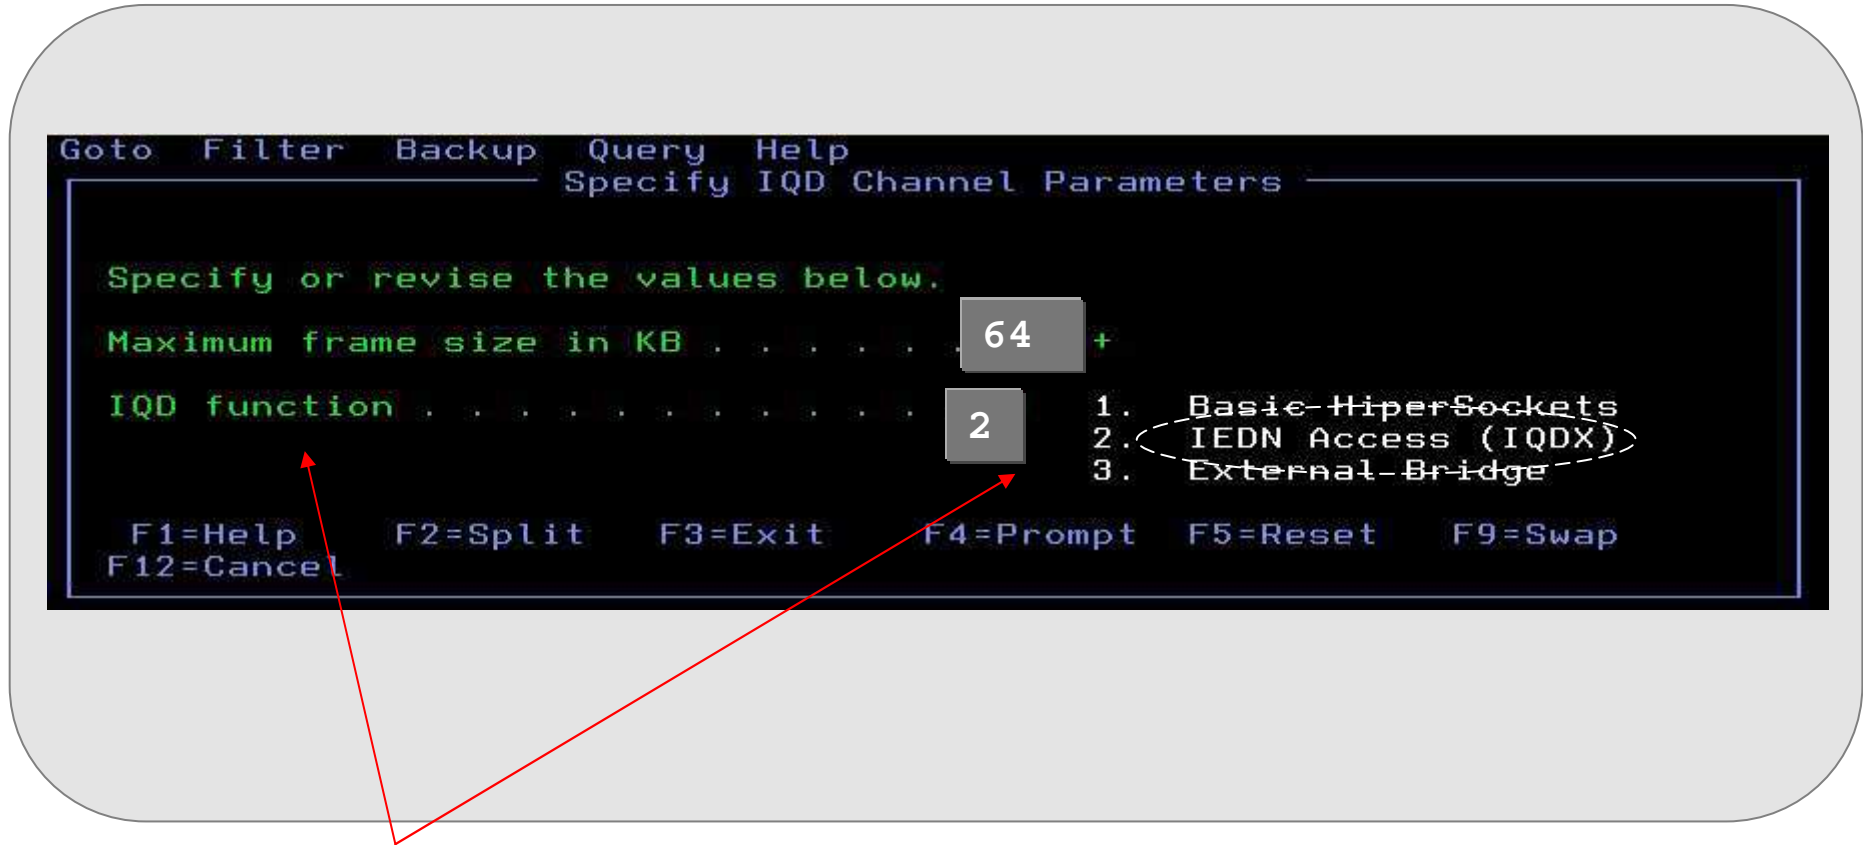 Goto Filter Backup Query Help
Specify IQD Channel Parameters
Specify or revise the values below.
Maximum frame size in KB . . . . . . 64 +
IQD function . . . . . . . . . . . 2 1. Basic HiperSockets
2. IEDN Access (IQDX)
3. External Bridge
F1=Help F2=Split F3=Exit F4=Prompt F5=Reset F9=Swap
F12=Cancel